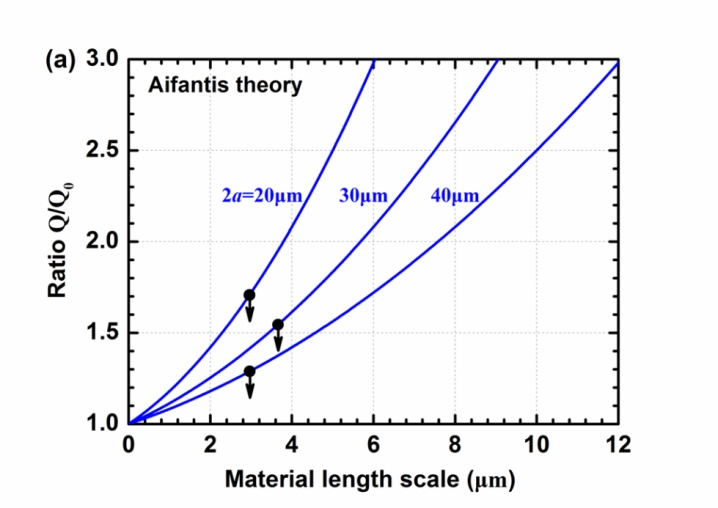 (a)
3.0
Aifantis theory
2.5
2a=20μm
30μm
40μm
2.0
1.5
1.0
Ratio Q/Q₀
0 2 4 6 8 10 12
Material length scale (μm)